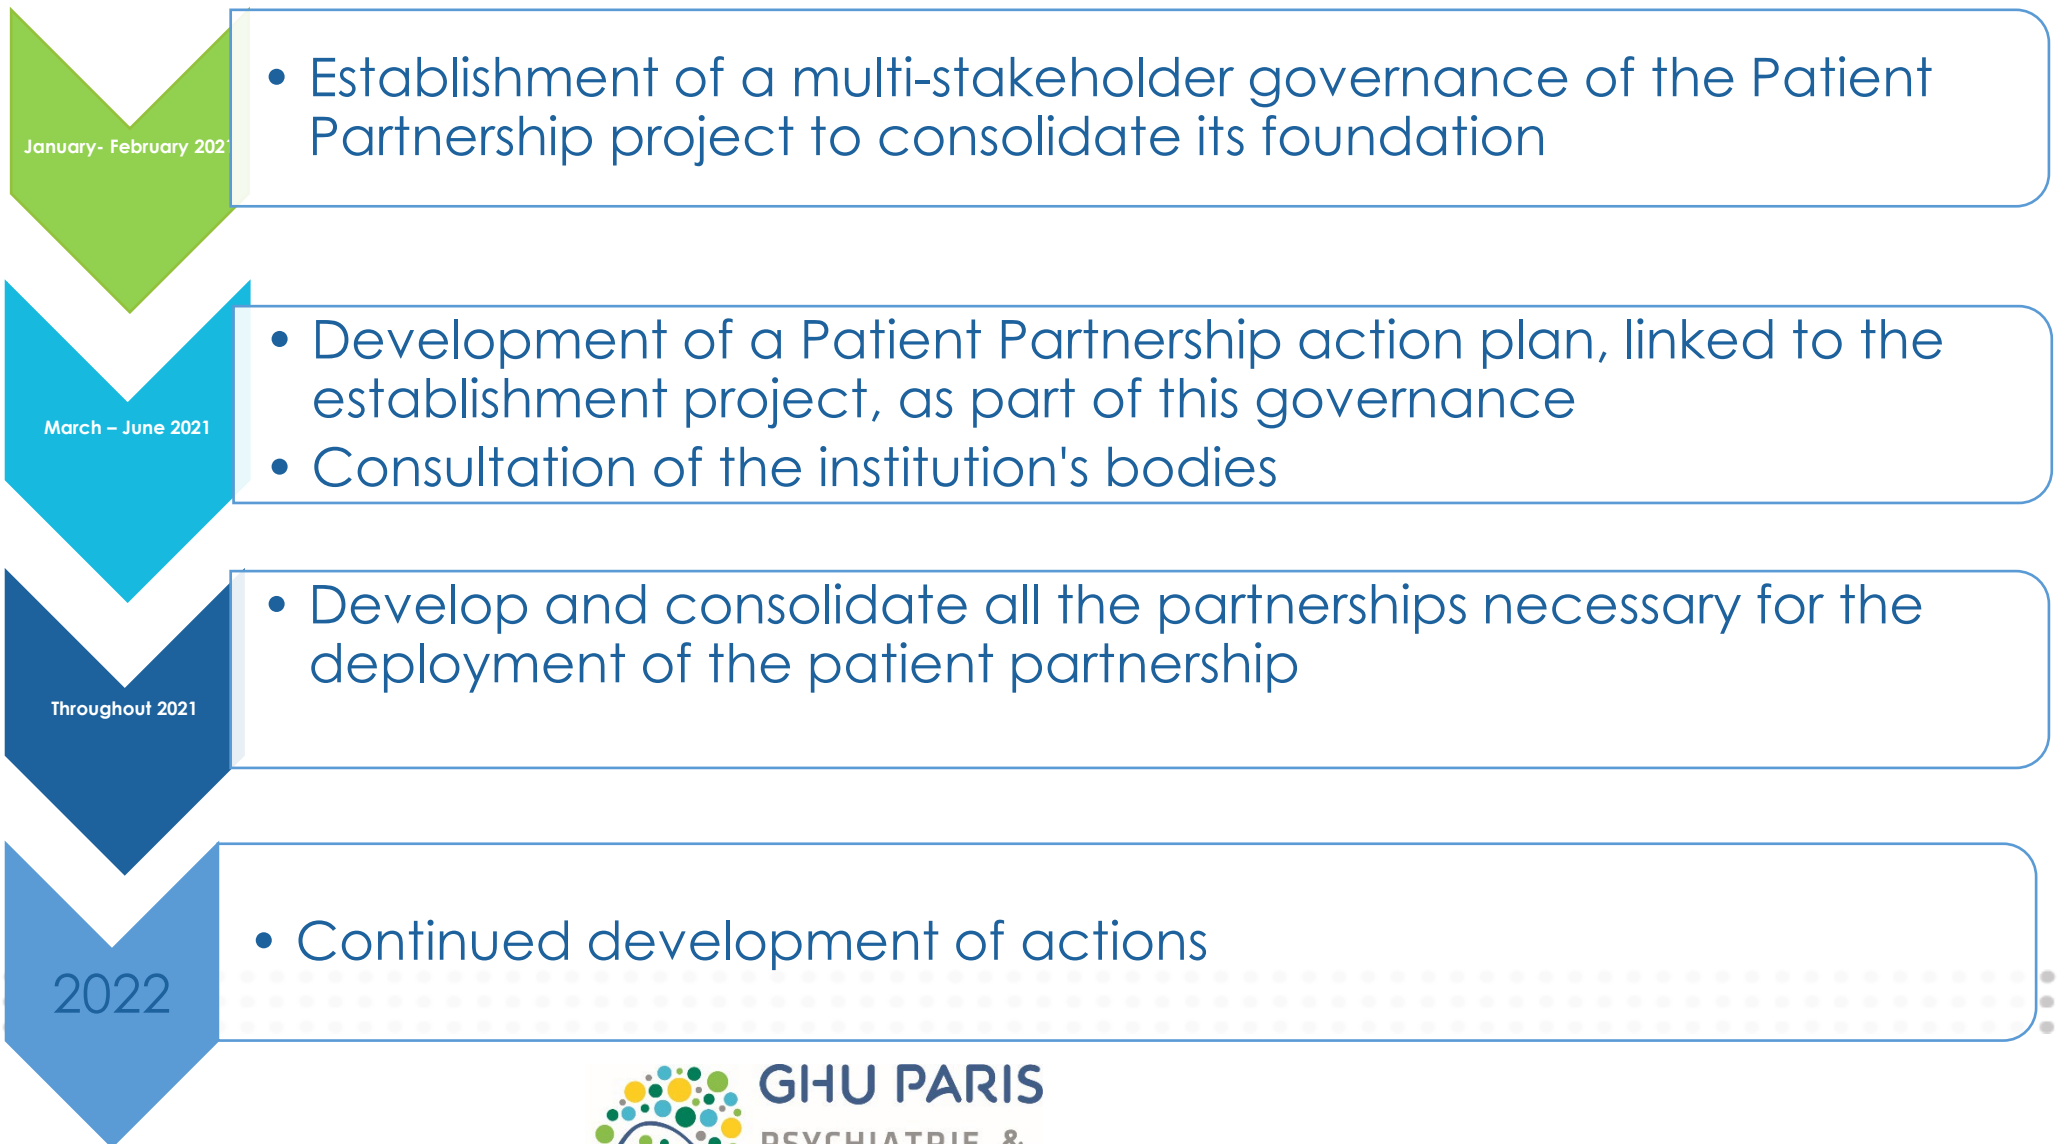 January- February 2021
• Establishment of a multi-stakeholder governance of the Patient
Partnership project to consolidate its foundation
March – June 2021
• Development of a Patient Partnership action plan, linked to the
establishment project, as part of this governance
• Consultation of the institution's bodies
Throughout 2021
• Develop and consolidate all the partnerships necessary for the
deployment of the patient partnership
2022
• Continued development of actions
GHU PARIS
PSYCHIATRIE &